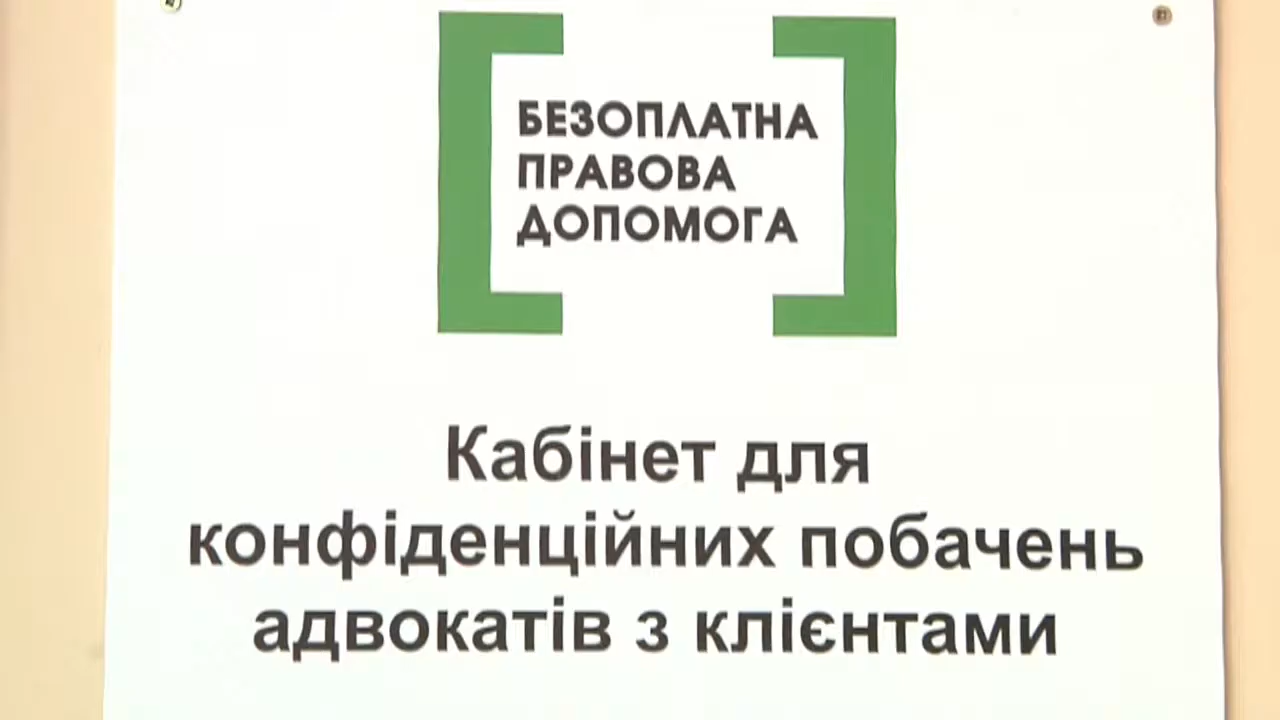 БЕЗОПЛАТНА
ПРАВОВА
ДОПОМОГА
Кабінет для
конфіденційних побачень
адвокатів з клієнтами